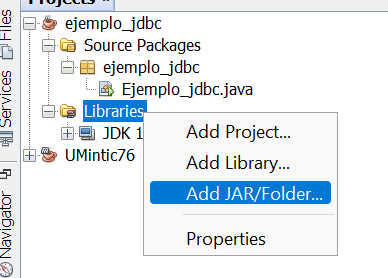 Projects
Files
Services
Navigator
ejemplo_jdbc
Source Packages
ejemplo_jdbc
Ejemplo_jdbc.java
Libraries
JDK 1
UMintic76
Add Project...
Add Library...
Add JAR/Folder...
Properties